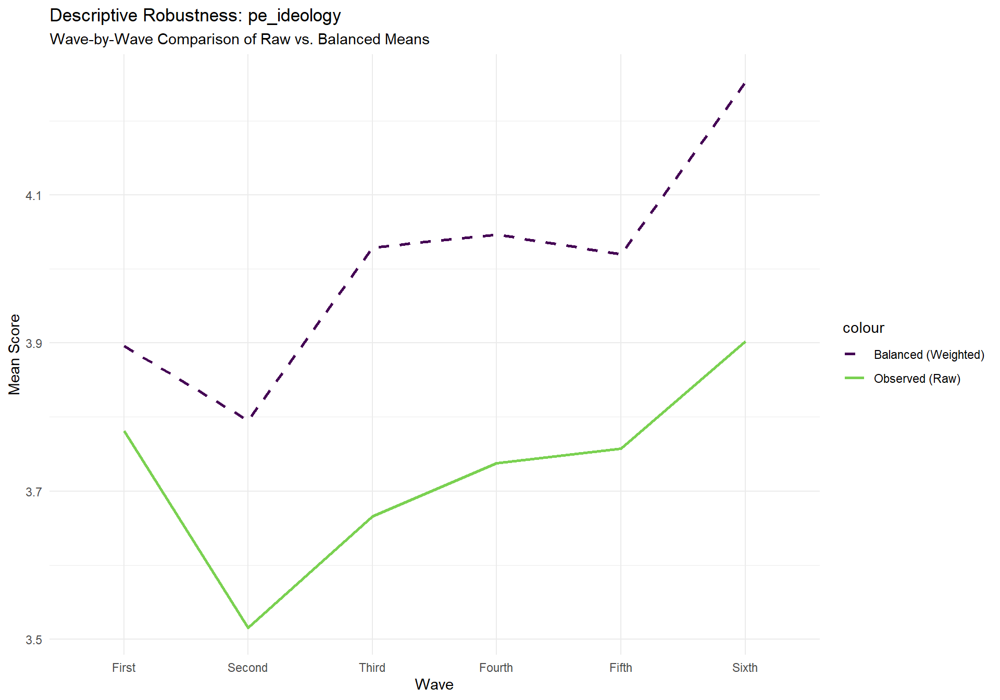 Descriptive Robustness: pe_ideology
Wave-by-Wave Comparison of Raw vs. Balanced Means
Mean Score
4.1
3.9
3.7
3.5
First Second Third Fourth Fifth Sixth
Wave
colour
Balanced (Weighted)
Observed (Raw)